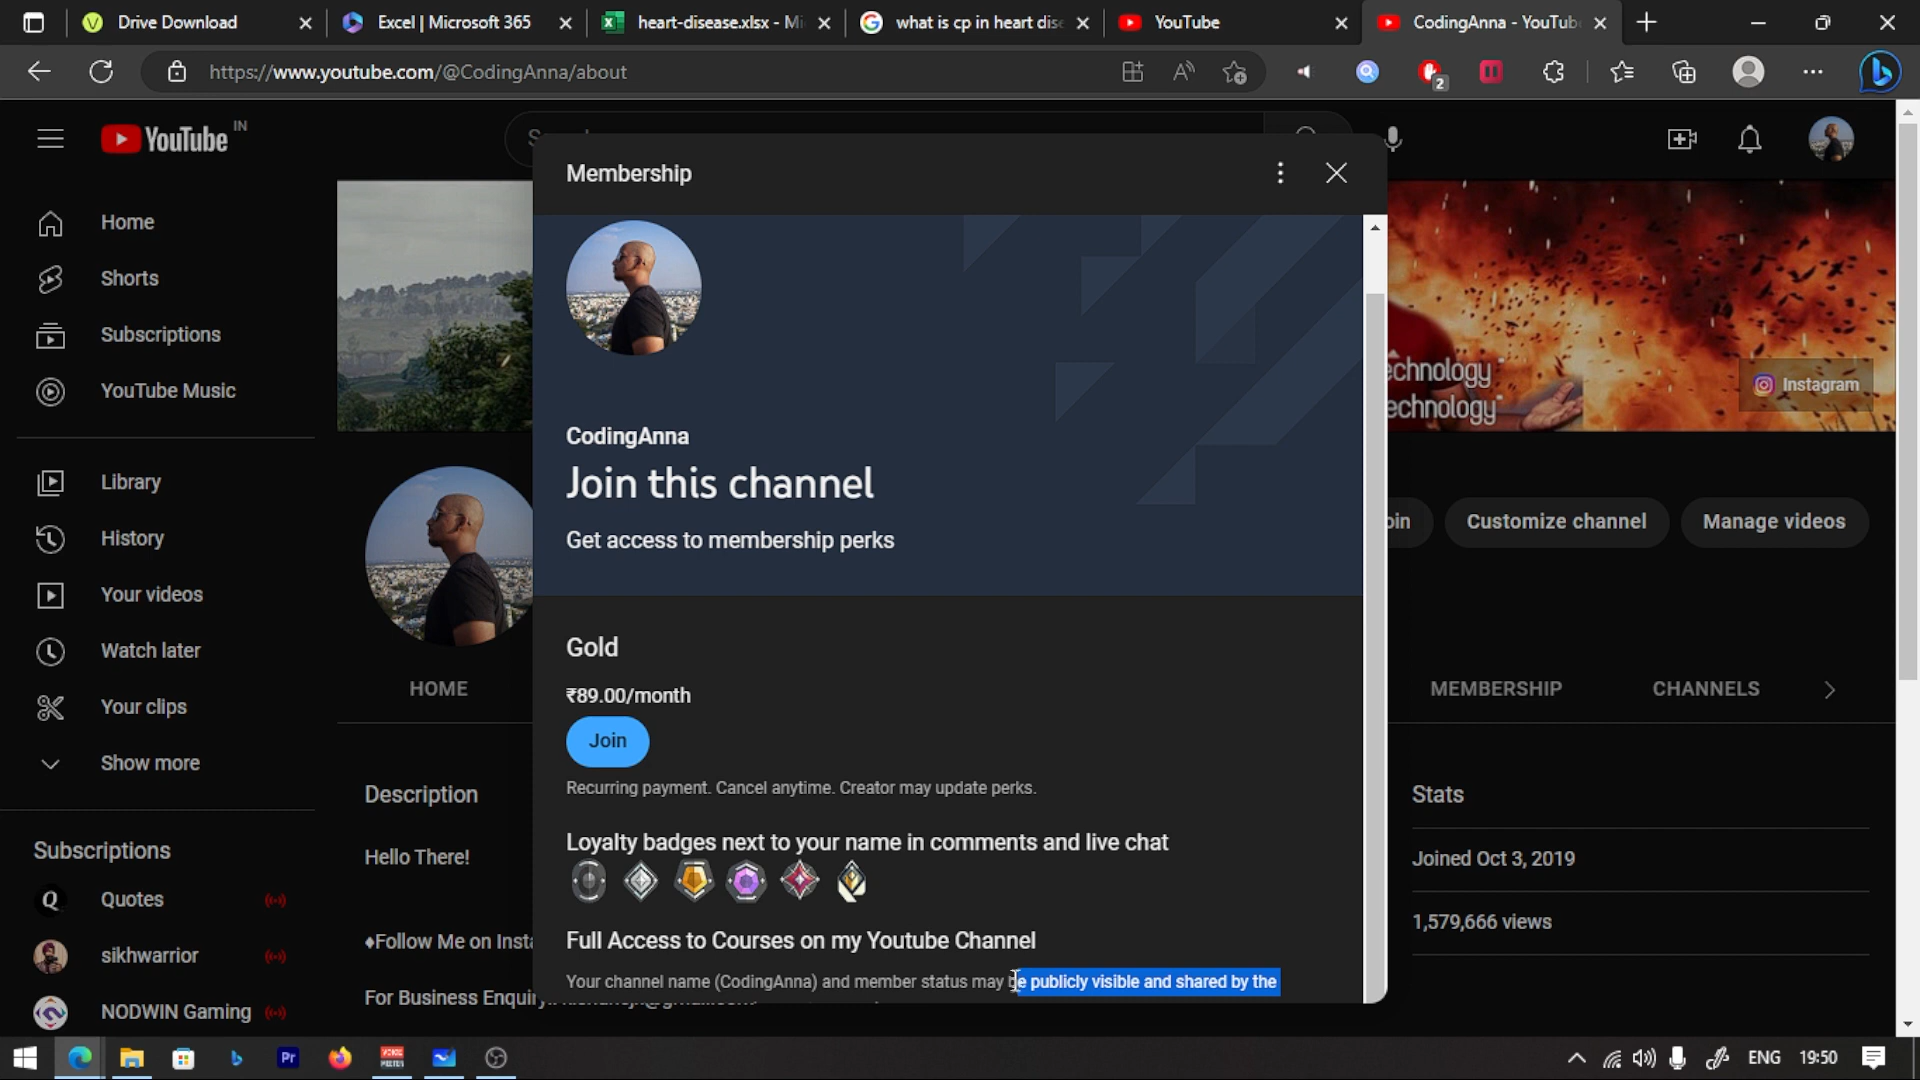 Drive Download
Excel | Microsoft 365
heart-disease.xlsx - Mi
what is cp in heart dise
YouTube
CodingAnna - YouTub
https://www.youtube.com/@CodingAnna/about
2
YouTube IN
Home
Shorts
Subscriptions
YouTube Music
Library
History
Your videos
Watch later
Your clips
Show more
Subscriptions
Quotes
sikhwarrior
NODWIN Gaming
Membership
CodingAnna
Join this channel
Get access to membership perks
Gold
₹89.00/month
Join
Recurring payment. Cancel anytime. Creator may update perks.
Loyalty badges next to your name in comments and live chat
Full Access to Courses on my Youtube Channel
Your channel name (CodingAnna) and member status may be publicly visible and shared by the
HOME
Description
Hello There!
♦Follow Me on Insta
For Business Enquiry
echnology
echnology
Instagram
oin
Customize channel
Manage videos
MEMBERSHIP
CHANNELS
Stats
Joined Oct 3, 2019
1,579,666 views
Pr
ENG
19:50